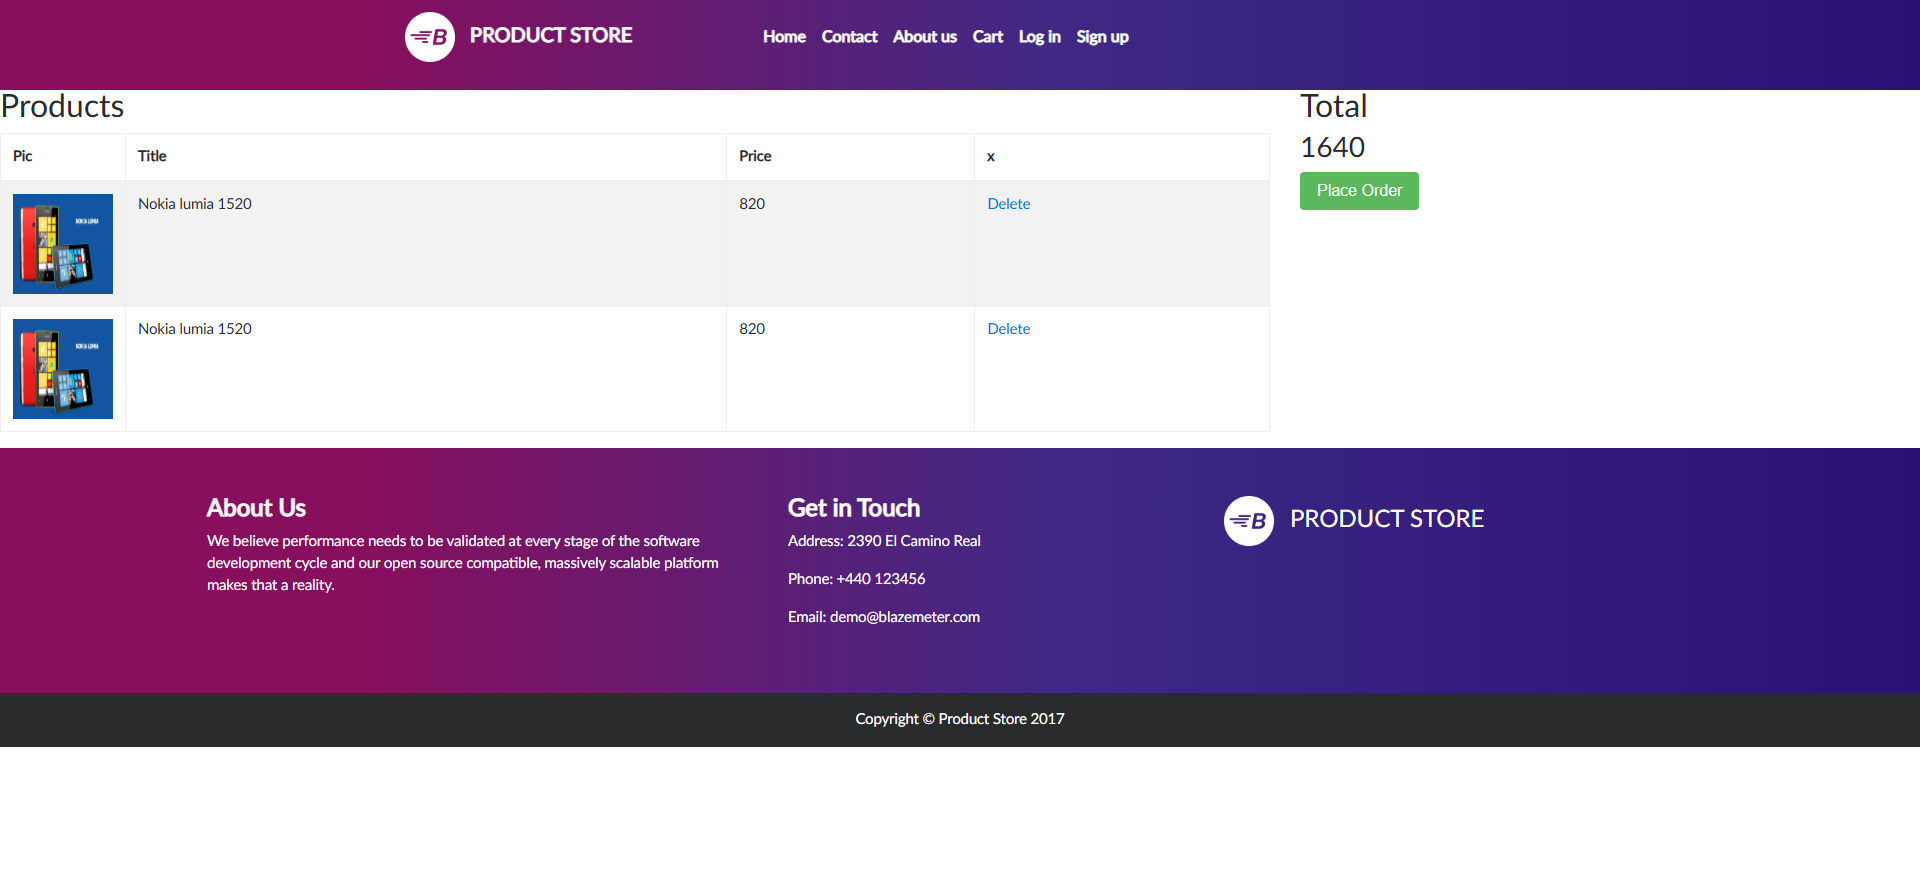 B PRODUCT STORE Home Contact About us Cart Log in Sign up
Products
Pic Title Price x
Nokia lumia 1520 820 Delete
NOKIA LUMIA
Nokia lumia 1520 820 Delete
NOKIA LUMIA
Total
1640
Place Order
About Us
We believe performance needs to be validated at every stage of the software
development cycle and our open source compatible, massively scalable platform
makes that a reality.
Get in Touch
Address: 2390 El Camino Real
Phone: +440 123456
Email: demo@blazemeter.com
B PRODUCT STORE
Copyright © Product Store 2017